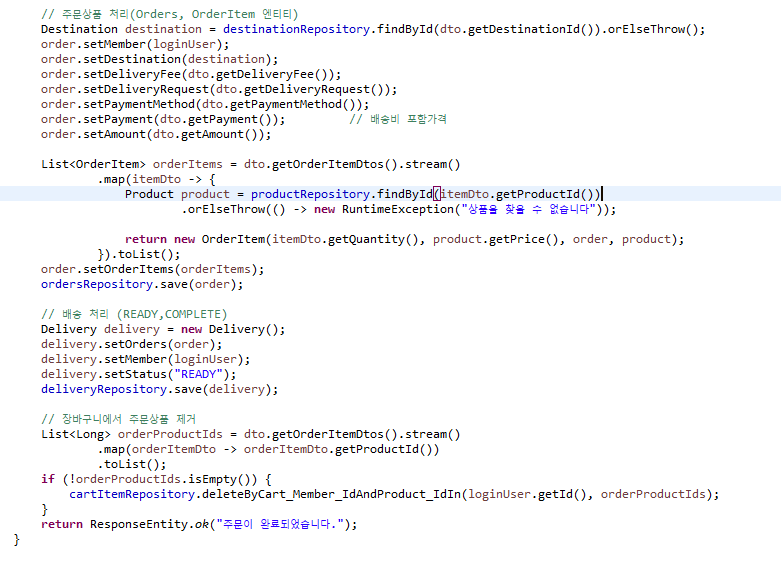 // 주문상품 처리(Orders, OrderItem 엔티티)
Destination destination = destinationRepository.findById(dto.getDestinationId()).orElseThrow();
order.setMember(loginUser);
order.setDestination(destination);
order.setDeliveryFee(dto.getDeliveryFee());
order.setDeliveryRequest(dto.getDeliveryRequest());
order.setPaymentMethod(dto.getPaymentMethod());
order.setPayment(dto.getPayment());         // 배송비 포함가격
order.setAmount(dto.getAmount());

List<OrderItem> orderItems = dto.getOrderItemDtos().stream()
        .map(itemDto -> {
            Product product = productRepository.findById(itemDto.getProductId())
                    .orElseThrow(() -> new RuntimeException("상품을 찾을 수 없습니다"));

            return new OrderItem(itemDto.getQuantity(), product.getPrice(), order, product);
        }).toList();
order.setOrderItems(orderItems);
ordersRepository.save(order);

// 배송 처리 (READY,COMPLETE)
Delivery delivery = new Delivery();
delivery.setOrders(order);
delivery.setMember(loginUser);
delivery.setStatus("READY");
deliveryRepository.save(delivery);

// 장바구니에서 주문상품 제거
List<Long> orderProductIds = dto.getOrderItemDtos().stream()
        .map(orderItemDto -> orderItemDto.getProductId())
        .toList();
if (!orderProductIds.isEmpty()) {
    cartItemRepository.deleteByCart_Member_IdAndProduct_IdIn(loginUser.getId(), orderProductIds);
}
return ResponseEntity.ok("주문이 완료되었습니다.");
}